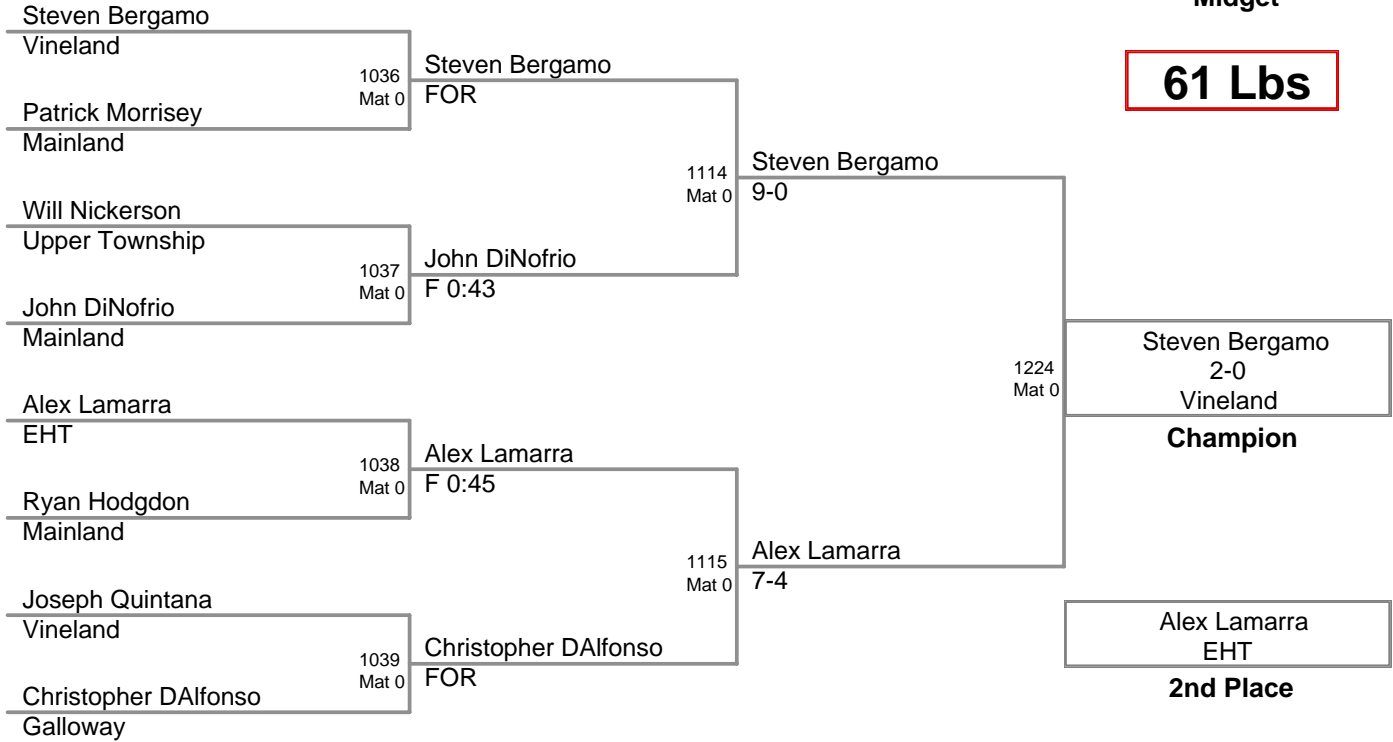 Midget
61 Lbs
Steven Bergamo
Vineland
1036
Mat 0
Patrick Morrisey
Mainland
Steven Bergamo
FOR
Will Nickerson
Upper Township
1037
Mat 0
John DiNofrio
Mainland
John DiNofrio
F 0:43
1114
Mat 0
Steven Bergamo
9-0
Alex Lamarra
EHT
1038
Mat 0
Ryan Hodgdon
Mainland
Alex Lamarra
F 0:45
Joseph Quintana
Vineland
1039
Mat 0
Christopher DAlfonso
Galloway
Christopher DAlfonso
FOR
1115
Mat 0
Alex Lamarra
7-4
1224
Mat 0
Steven Bergamo
2-0
Vineland
Champion
Alex Lamarra
EHT
2nd Place